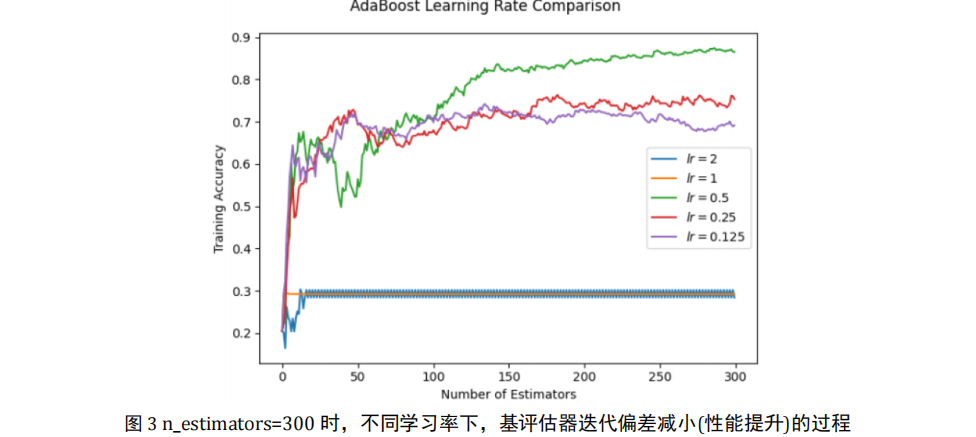 AdaBoost Learning Rate Comparison
0.9
0.8
0.7
0.6
0.5
0.4
0.3
0.2
Training Accuracy
lr = 2
lr = 1
lr = 0.5
lr = 0.25
lr = 0.125
0 50 100 150 200 250 300
Number of Estimators
图 3 n_estimators=300 时，不同学习率下，基评估器迭代偏差减小(性能提升)的过程